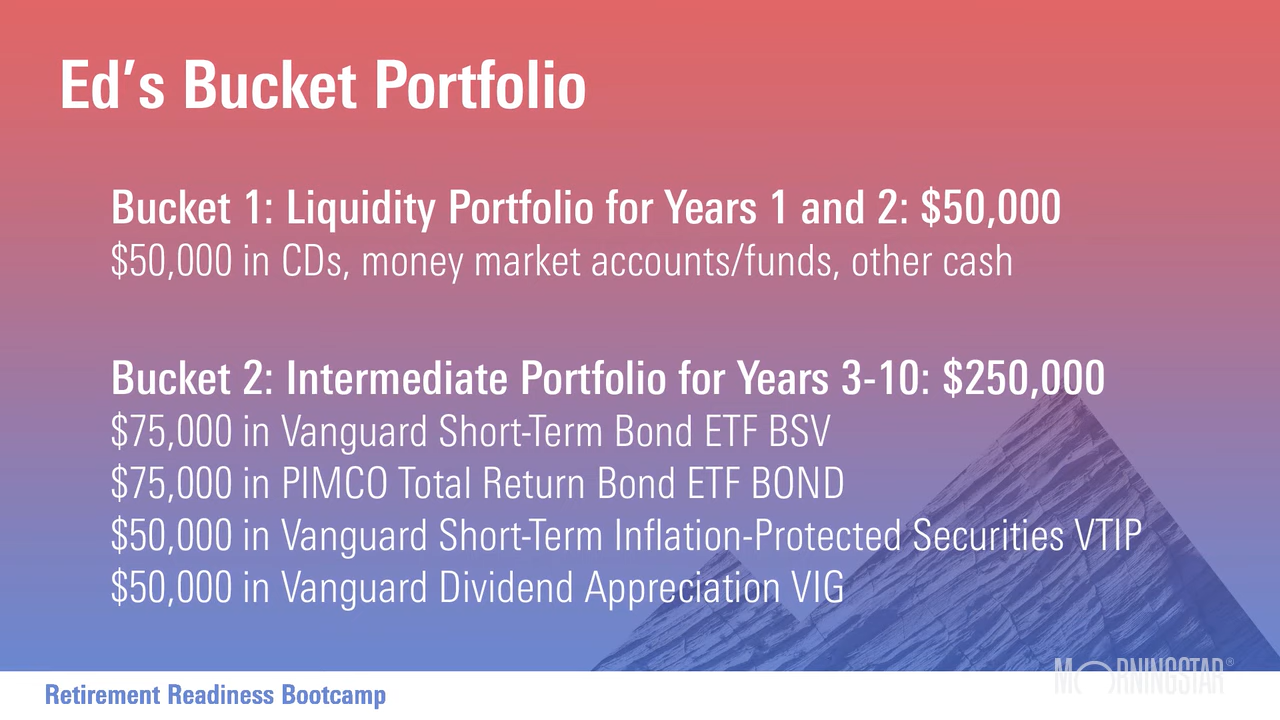 Ed’s Bucket Portfolio
Bucket 1: Liquidity Portfolio for Years 1 and 2: $50,000
$50,000 in CDs, money market accounts/funds, other cash
Bucket 2: Intermediate Portfolio for Years 3-10: $250,000
$75,000 in Vanguard Short-Term Bond ETF BSV
$75,000 in PIMCO Total Return Bond ETF BOND
$50,000 in Vanguard Short-Term Inflation-Protected Securities VTIP
$50,000 in Vanguard Dividend Appreciation VIG
MORNINGSTAR®
Retirement Readiness Bootcamp